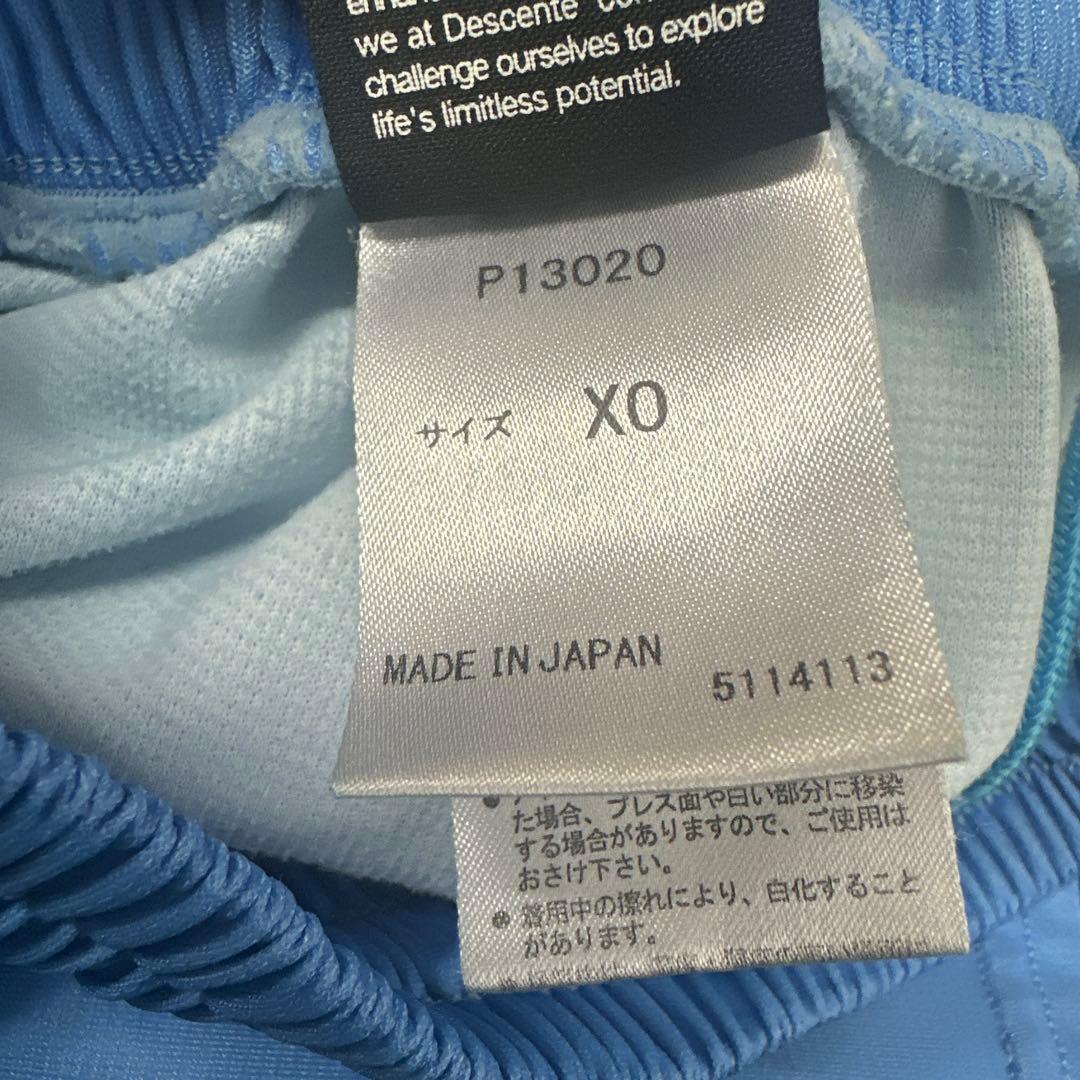 we at Descente
challenge ourselves to explore
life's limitless potential.
P13020
サイズ XO
MADE IN JAPAN
5114113
た場合、プレス面や白い部分に移染
する場合がありますので、ご使用は
おさけ下さい。
● 着用中の擦れにより、白化すること
があります。